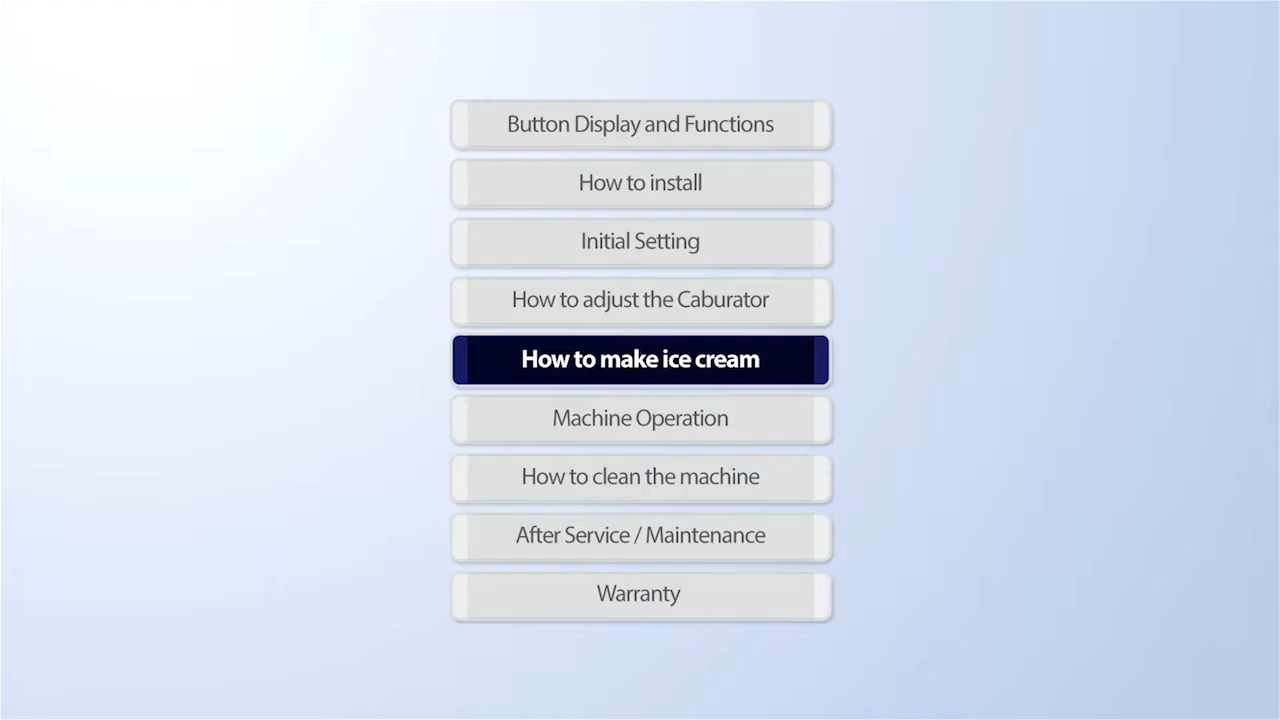 Button Display and Functions
How to install
Initial Setting
How to adjust the Caburator
How to make ice cream
Machine Operation
How to clean the machine
After Service / Maintenance
Warranty